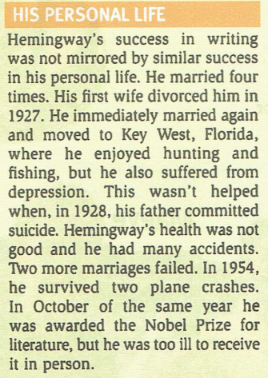 HIS PERSONAL LIFE
Hemingway's success in writing
was not mirrored by similar success
in his personal life. He married four
times. His first wife divorced him in
1927. He immediately married again
and moved to Key West, Florida,
where he enjoyed hunting and
fishing, but he also suffered from
depression. This wasn't helped
when, in 1928, his father committed
suicide. Hemingway's health was not
good and he had many accidents.
Two more marriages failed. In 1954,
he survived two plane crashes.
In October of the same year he
was awarded the Nobel Prize for
literature, but he was too ill to receive
it in person.